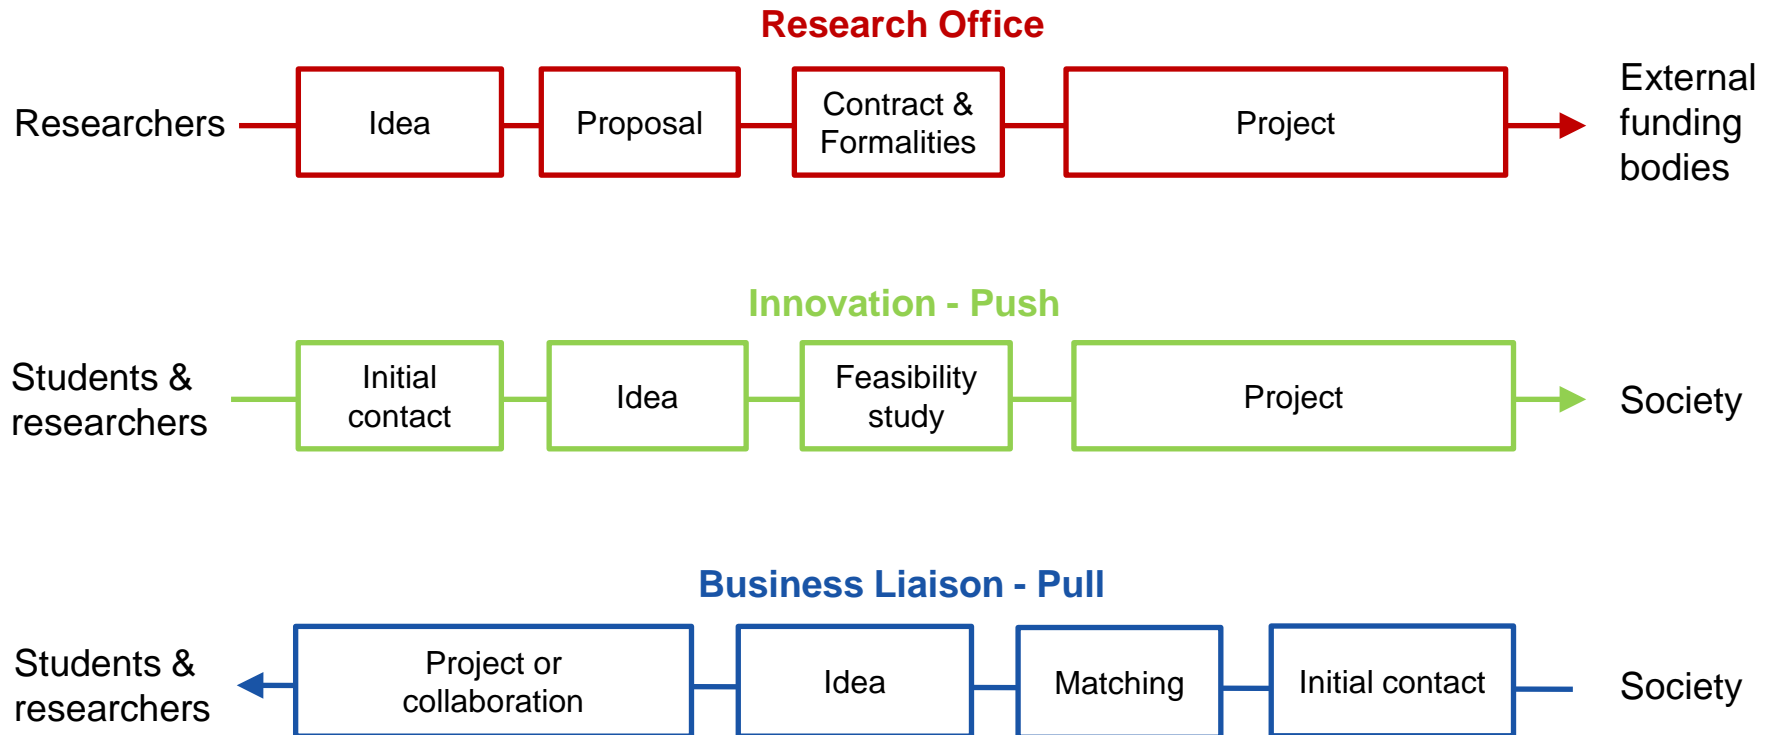 Research Office
Researchers
Idea
Proposal
Contract &
Formalities
Project
External
funding
bodies
Innovation - Push
Students &
researchers
Initial
contact
Idea
Feasibility
study
Project
Society
Business Liaison - Pull
Students &
researchers
Project or
collaboration
Idea
Matching
Initial contact
Society